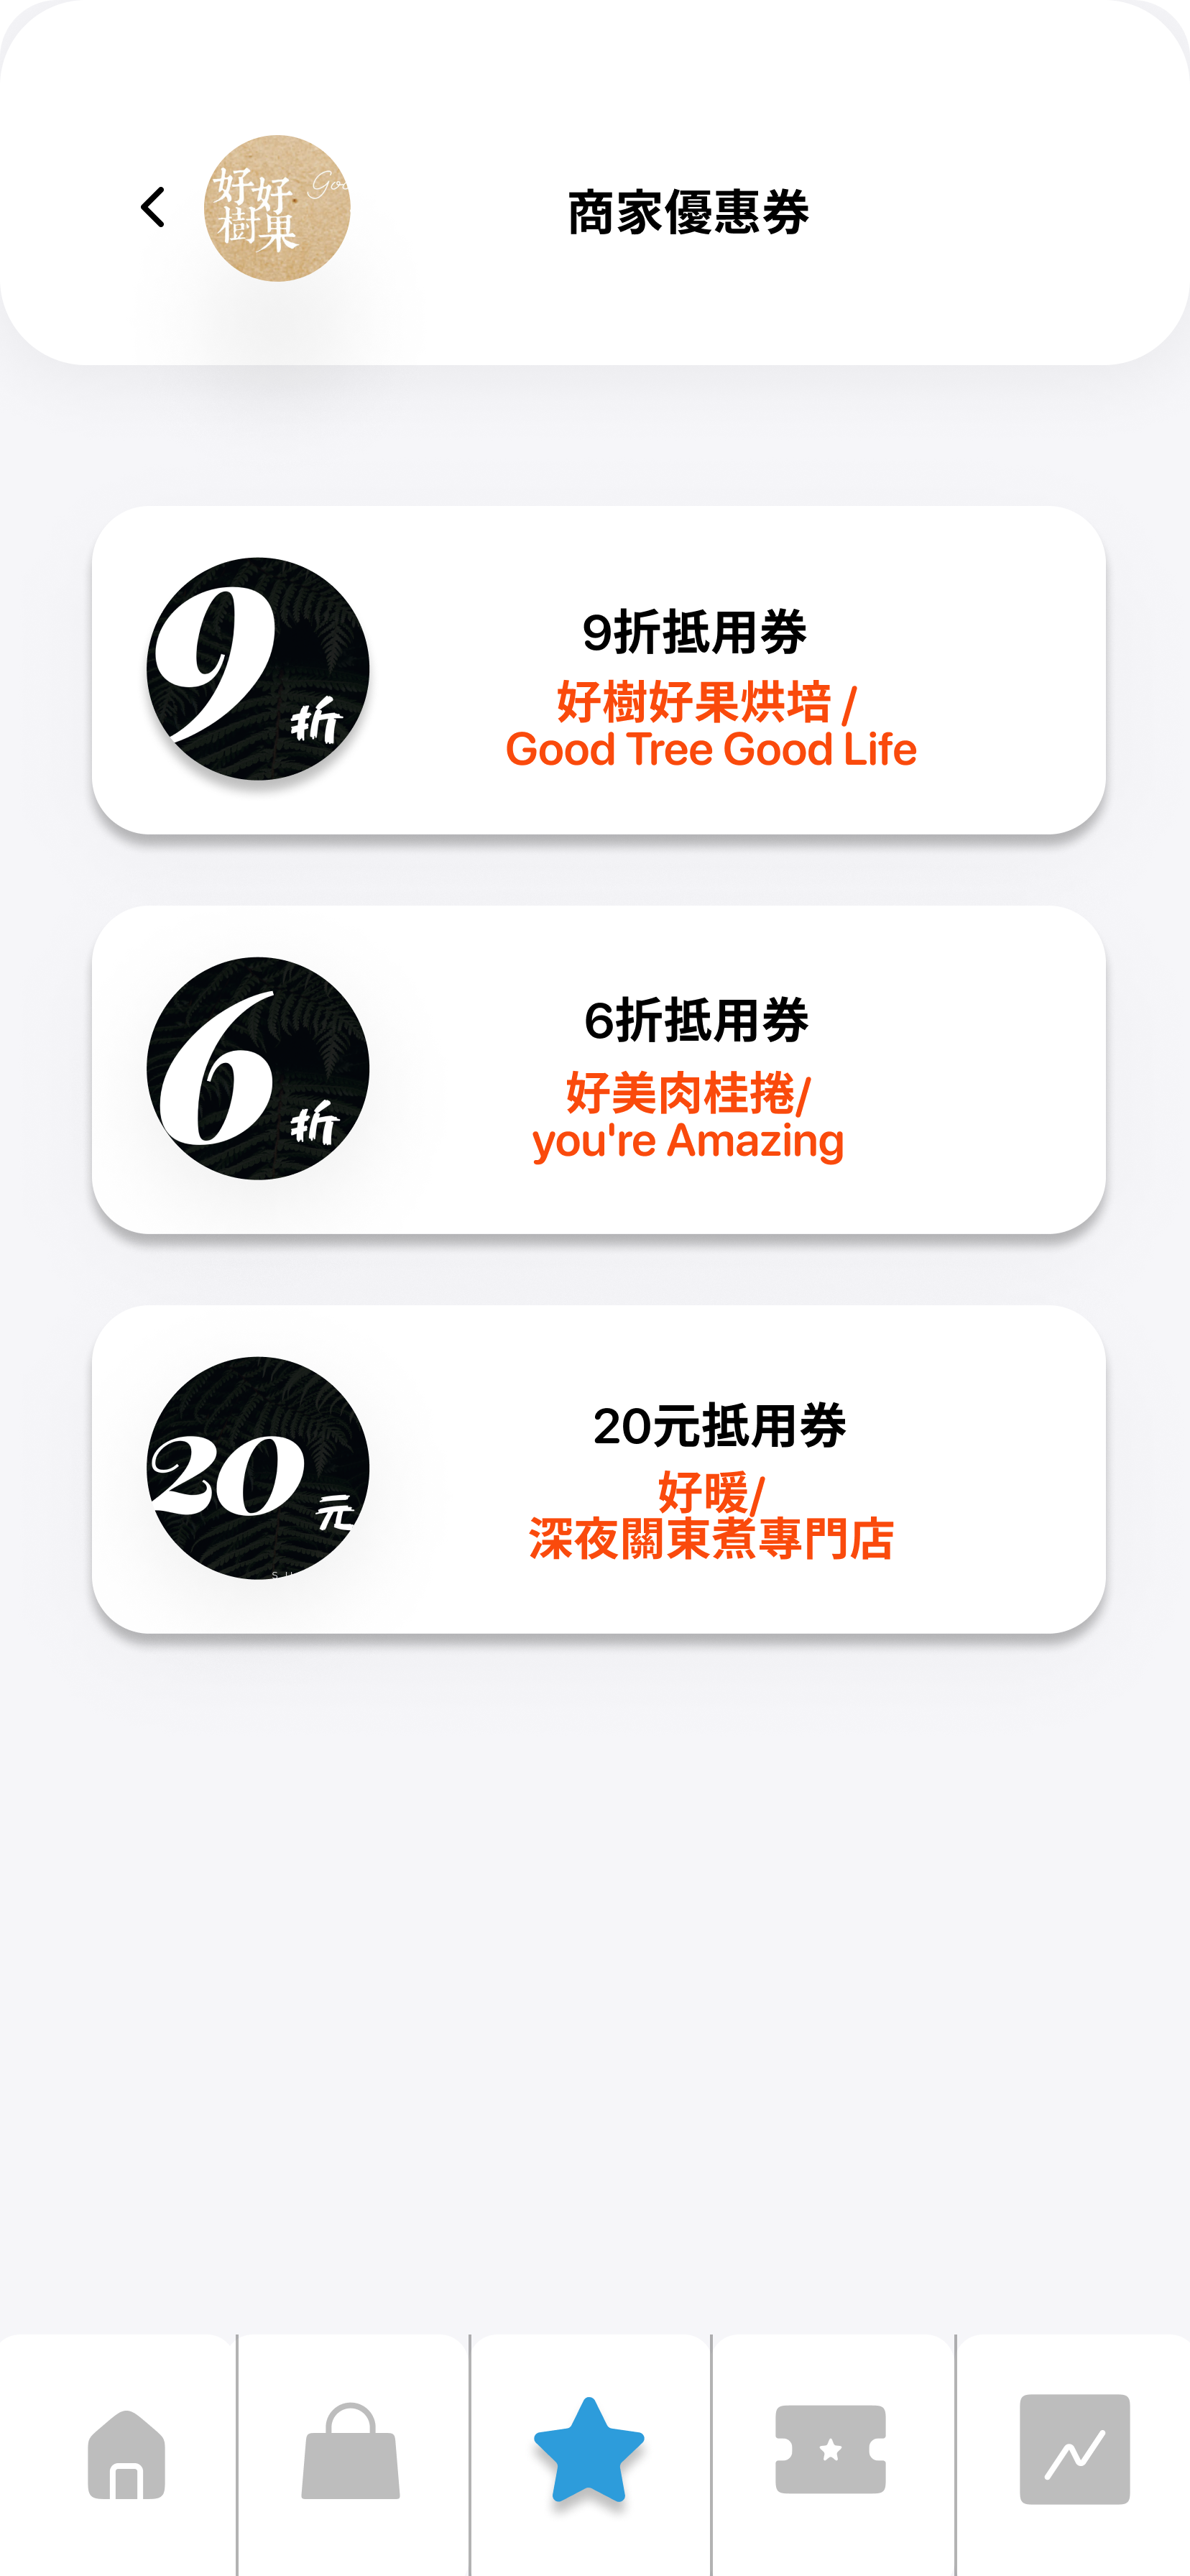 好好
樹果
商家優惠券
9折
9折抵用券
好樹好果烘培 /
Good Tree Good Life
6折
6折抵用券
好美肉桂捲/
you're Amazing
20元
20元抵用券
好暖/
深夜關東煮專門店